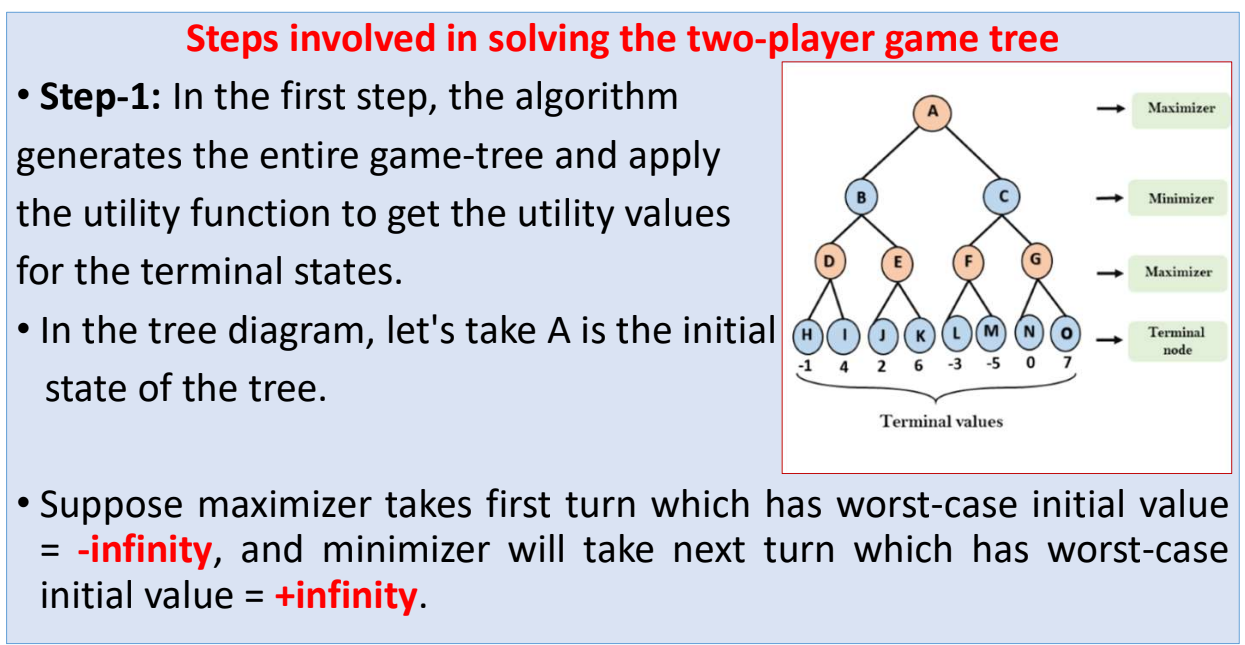 Steps involved in solving the two-player game tree
• Step-1: In the first step, the algorithm
generates the entire game-tree and apply
the utility function to get the utility values
for the terminal states.
• In the tree diagram, let's take A is the initial
state of the tree.
A
Maximizer
B
C
Minimizer
D
E
F
G
Maximizer
H
I
J
K
L
M
N
O
Terminal
node
-1 4 2 6 -3 -5 0 7
Terminal values
• Suppose maximizer takes first turn which has worst-case initial value
= -infinity, and minimizer will take next turn which has worst-case
initial value = +infinity.